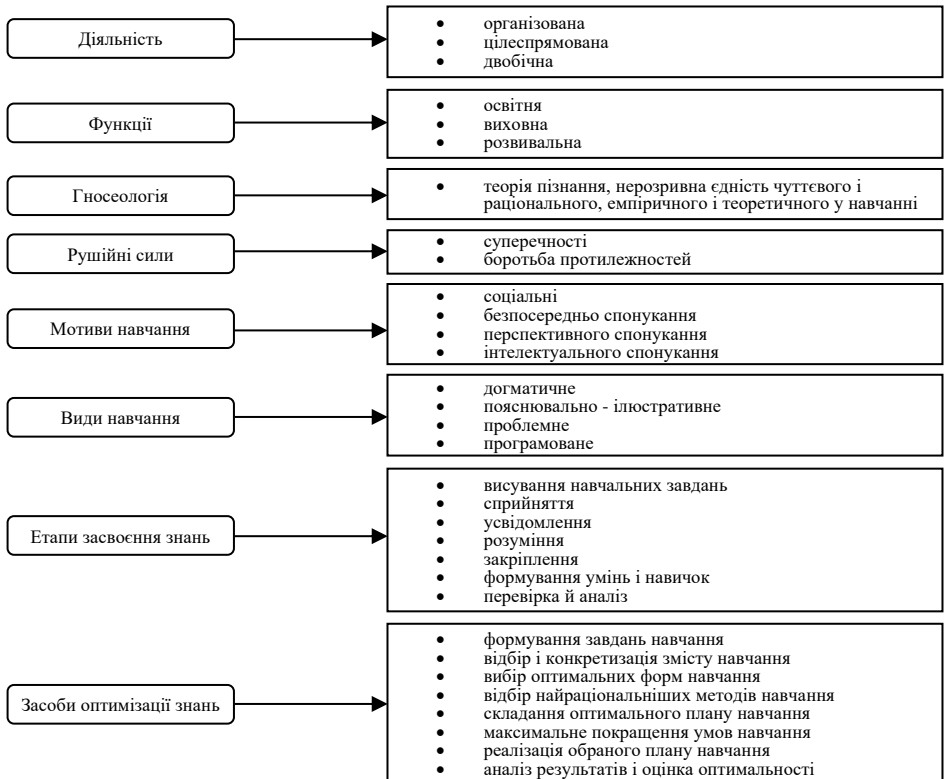 Діяльність
• організована
• цілеспрямована
• двобічна
Функції
• освітня
• виховна
• розвивальна
Гносеологія
• теорія пізнання, нерозривна єдність чуттєвого і
раціонального, емпіричного і теоретичного у навчанні
Рушійні сили
• суперечності
• боротьба протилежностей
Мотиви навчання
• соціальні
• безпосередньо спонукання
• перспективного спонукання
• інтелектуального спонукання
Види навчання
• догматичне
• пояснювально - ілюстративне
• проблемне
• програмоване
Етапи засвоєння знань
• висування навчальних завдань
• сприйняття
• усвідомлення
• розуміння
• закріплення
• формування умінь і навичок
• перевірка й аналіз
Засоби оптимізації знань
• формування завдань навчання
• відбір і конкретизація змісту навчання
• вибір оптимальних форм навчання
• відбір найраціональніших методів навчання
• складання оптимального плану навчання
• максимальне покращення умов навчання
• реалізація обраного плану навчання
• аналіз результатів і оцінка оптимальності